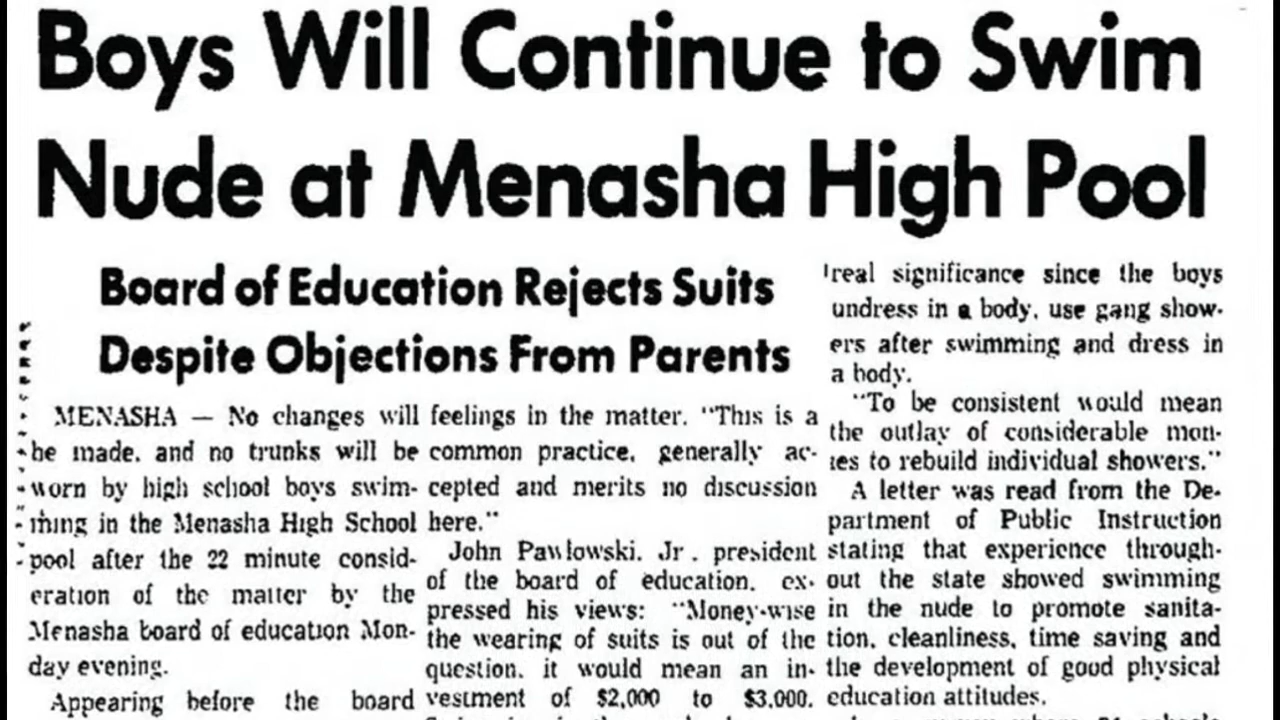 Boys Will Continue to Swim
Nude at Menasha High Pool
Board of Education Rejects Suits
Despite Objections From Parents
MENASHA — No changes will
be made, and no trunks will be
worn by high school boys swim-
ming in the Menasha High School
pool after the 22 minute consid-
eration of the matter by the
Menasha board of education Mon-
day evening.
Appearing before the board
feelings in the matter. "This is a
common practice, generally ac-
cepted and merits no discussion
here."
John Pawlowski, Jr., president
of the board of education, ex-
pressed his views: "Money-wise
the wearing of suits is out of the
question, it would mean an in-
vestment of $2,000 to $3,000.
real significance since the boys
undress in a body, use gang show-
ers after swimming and dress in
a body.
"To be consistent would mean
the outlay of considerable mon-
ies to rebuild individual showers."
A letter was read from the De-
partment of Public Instruction
stating that experience through-
out the state showed swimming
in the nude to promote sanita-
tion, cleanliness, time saving and
the development of good physical
education attitudes.